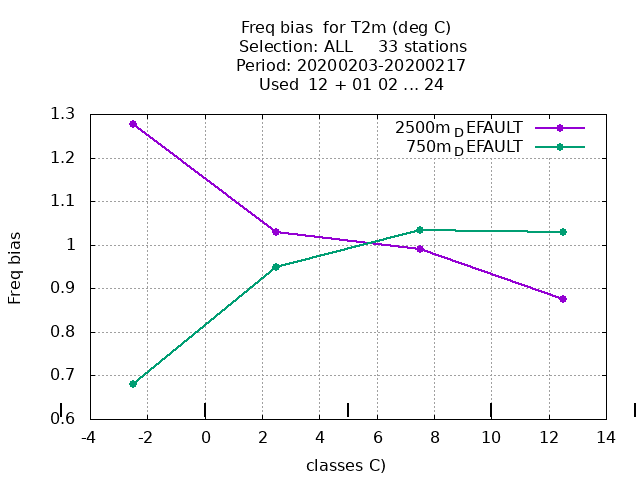 Freq bias  for T2m (deg C)
Selection: ALL     33 stations
Period: 20200203-20200217
Used  12 + 01 02 ... 24
2500m_DEFAULT
750m_DEFAULT
Freq bias
1.3
1.2
1.1
1
0.9
0.8
0.7
0.6
-4 -2 0 2 4 6 8 10 12 14
classes C)